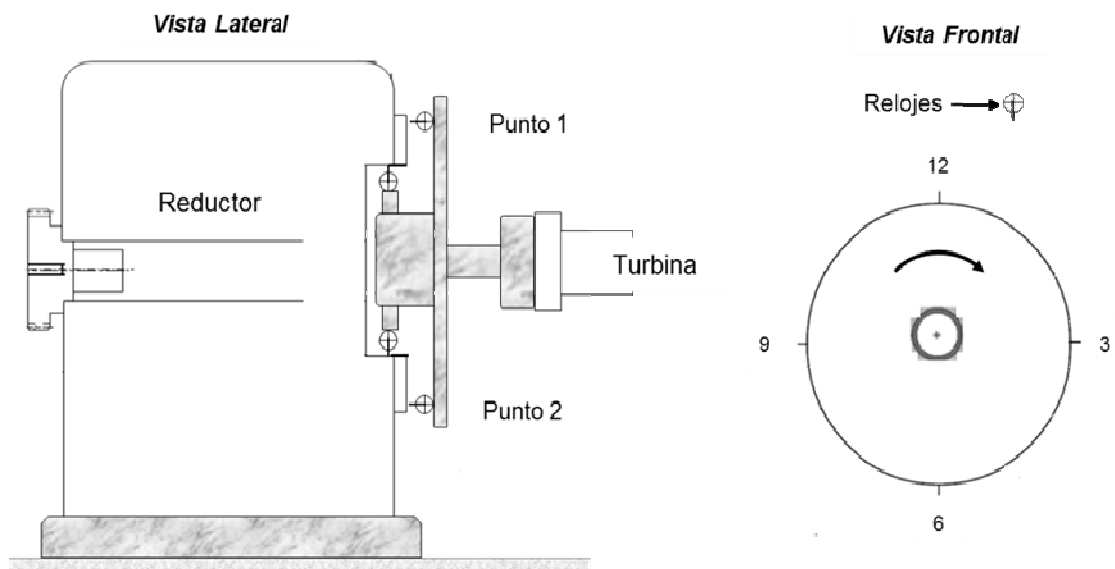 Vista Lateral
Vista Frontal
Relojes
Punto 1
12
Reductor
Turbina
9
3
Punto 2
6